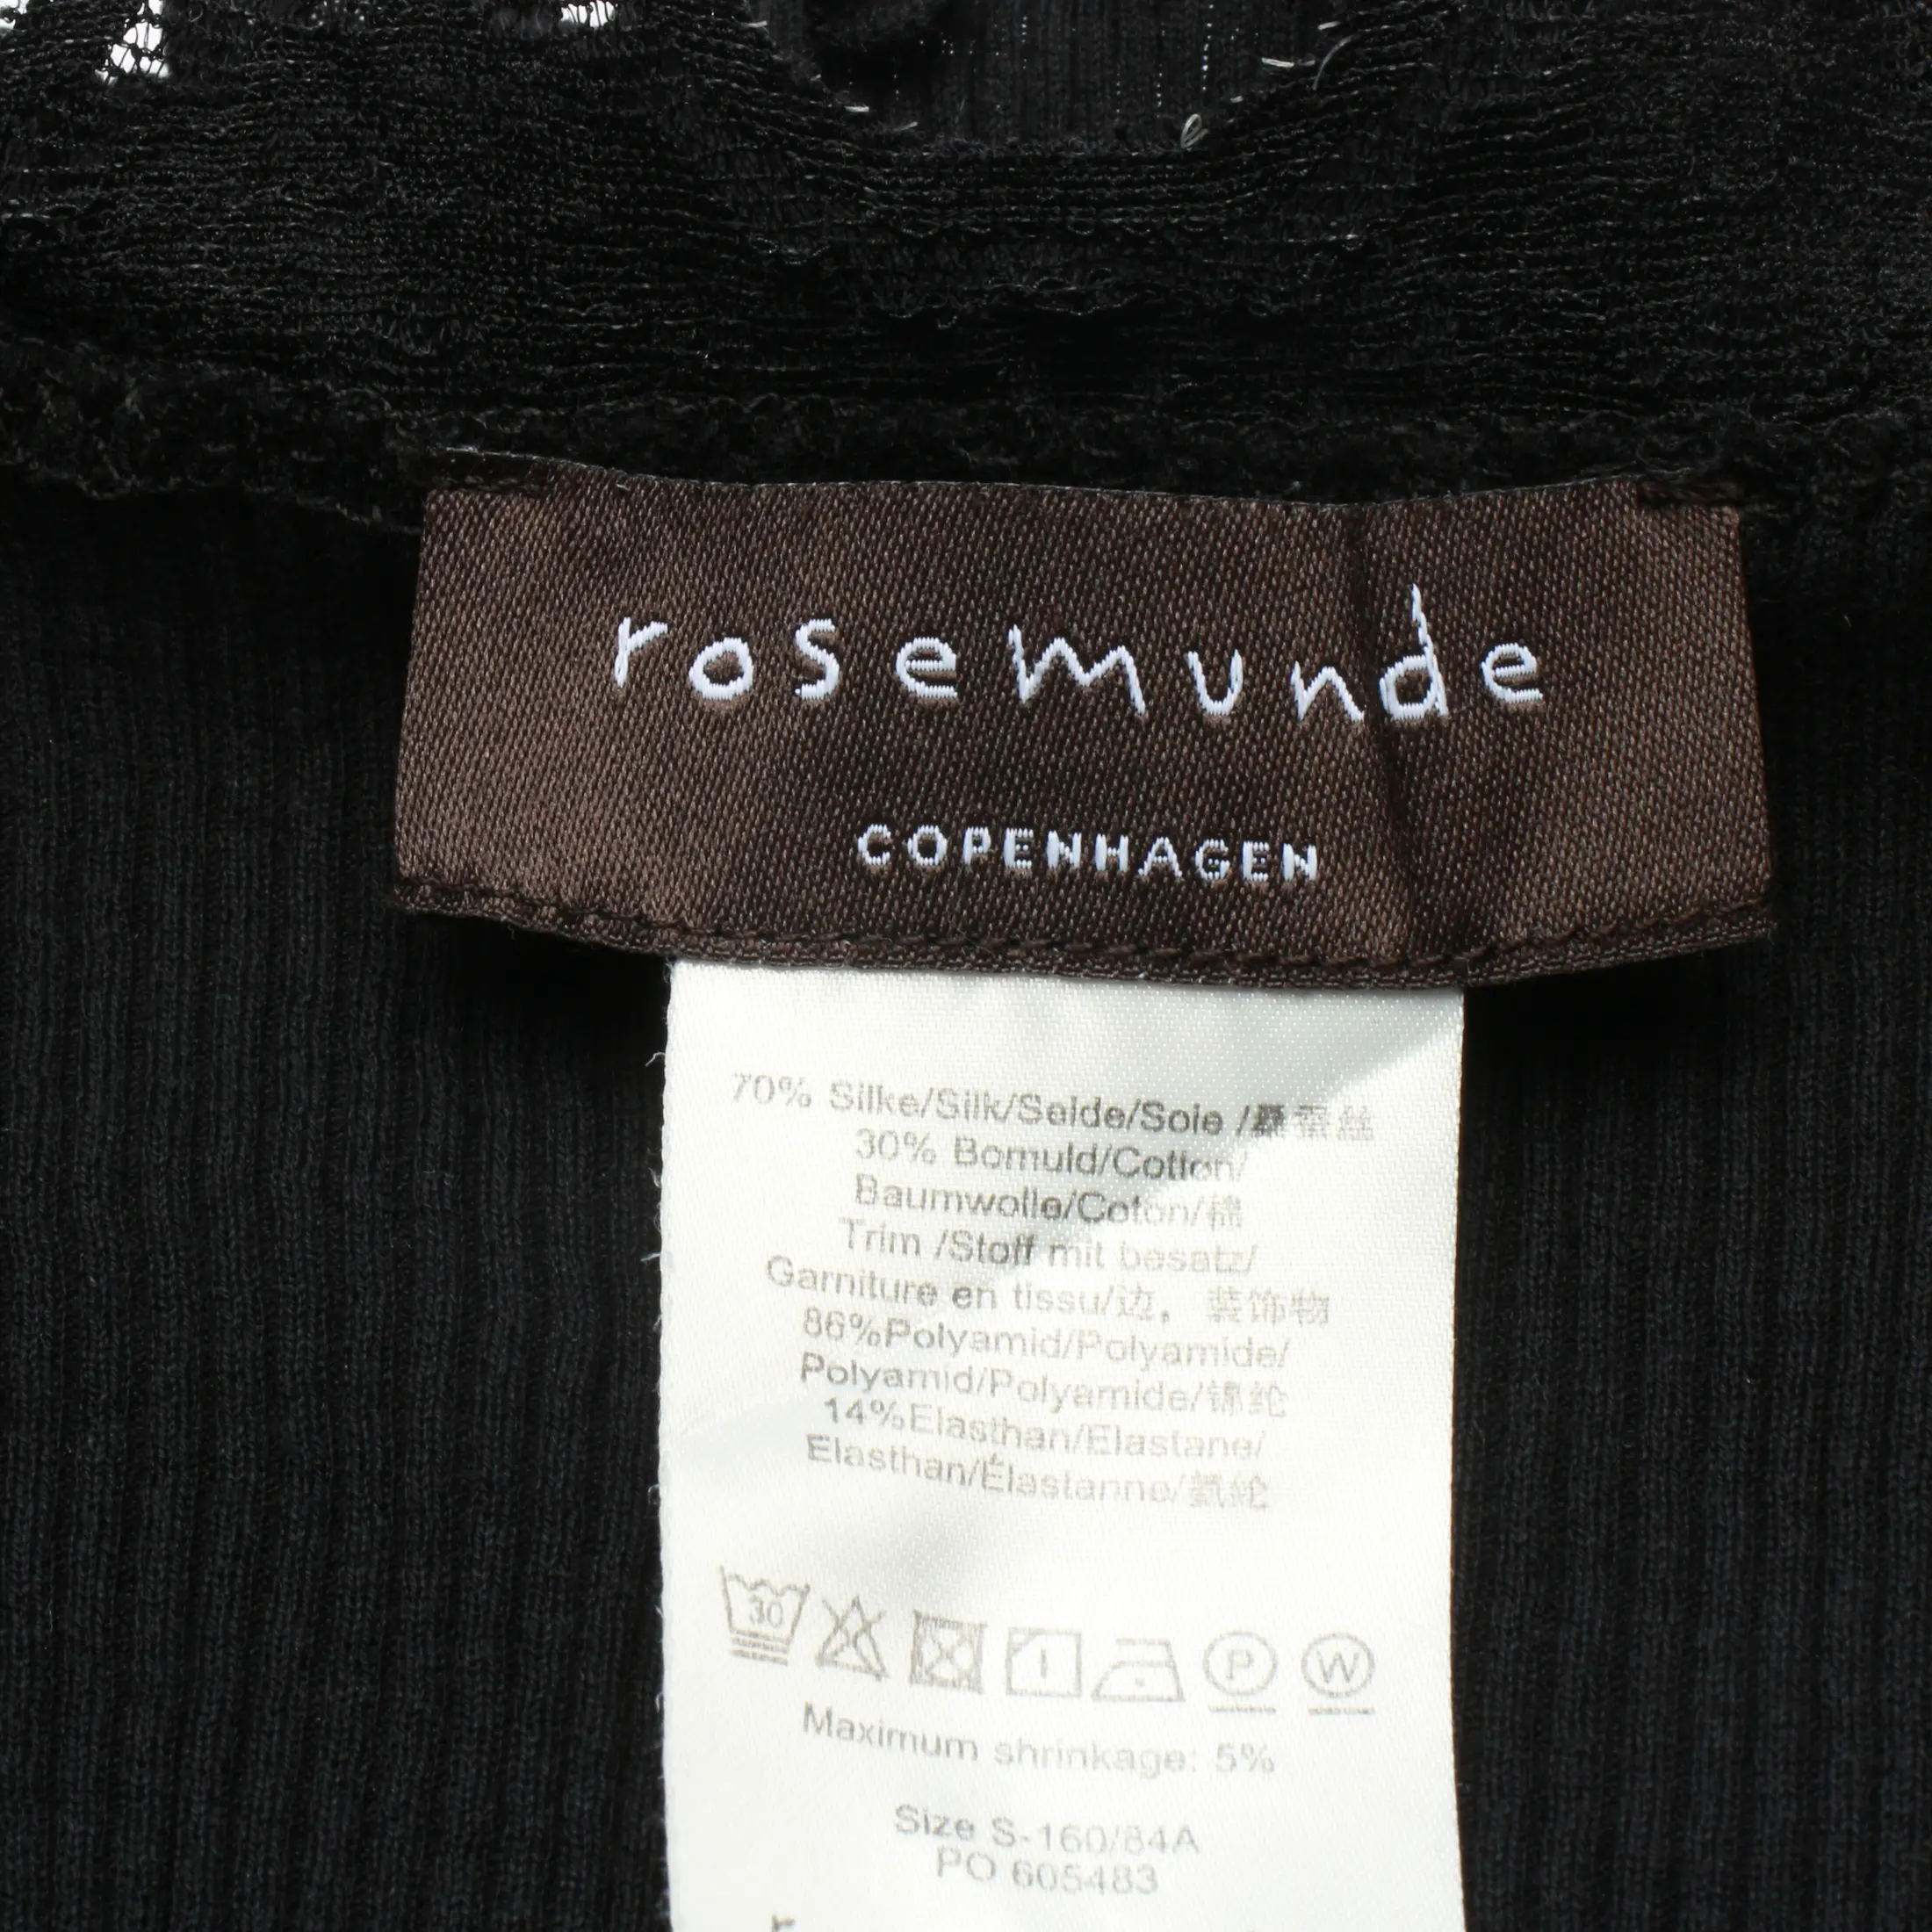 rosemunde
COPENHAGEN
70% Silke/Silk/Seide/Soie /桑蚕丝
30% Bomuld/Cotton/
Baumwolle/Coton/棉
Trim /Stoff mit besatz/
Garniture en tissu/边，装饰物
86%Polyamid/Polyamide/
Polyamid/Polyamide/锦纶
14%Elasthan/Elastane/
Elasthan/Élastanne/氨纶
30
P W
Maximum shrinkage: 5%
Size S-160/84A
PO 605483